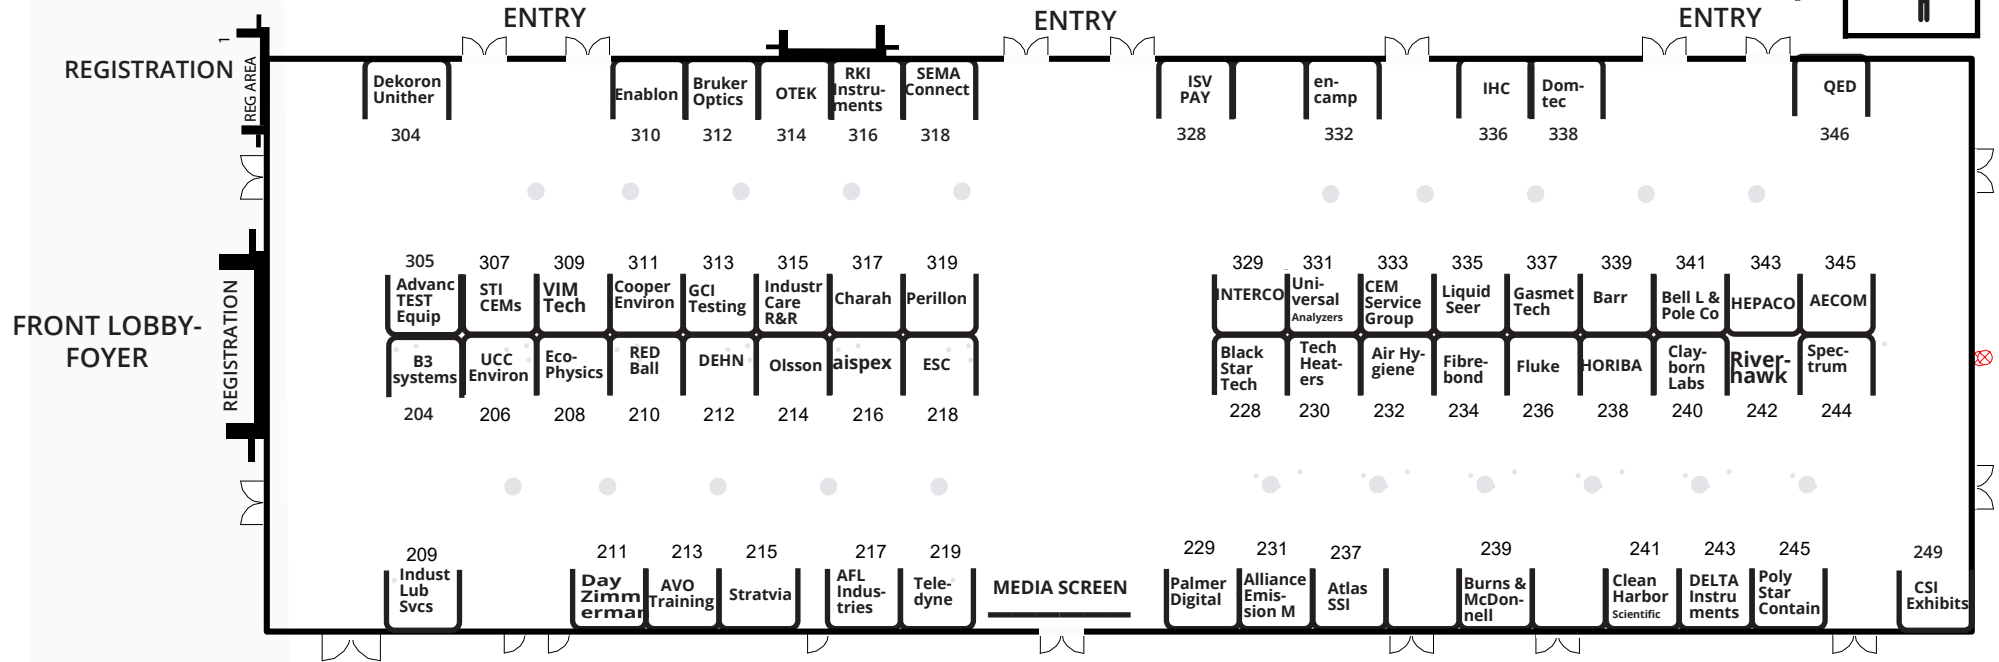 ENTRY
ENTRY
ENTRY
1
REGISTRATION
REG AREA
Dekoron
Unither
304
Enablon
310
Bruker
Optics
312
OTEK
314
RKI
Instru-
ments
316
SEMA
Connect
318
ISV
PAY
328
en-
camp
332
IHC
336
Dom-
tec
338
QED
346
305
Advanc
TEST
Equip
307
STI
CEMs
309
VIM
Tech
311
Cooper
Environ
313
GCI
Testing
315
Industr
Care
R&R
317
Charah
319
Perillon
329
INTERCO
331
Uni-
versal
Analyzers
333
CEM
Service
Group
335
Liquid
Seer
337
Gasmet
Tech
339
Barr
341
Bell L &
Pole Co
343
HEPACO
345
AECOM
REGISTRATION
FRONT LOBBY-
FOYER
B3
systems
204
UCC
Environ
206
Eco-
Physics
208
RED
Ball
210
DEHN
212
Olsson
214
aispex
216
ESC
218
Black
Star
Tech
228
Tech
Heat-
ers
230
Air Hy-
giene
232
Fibre-
bond
234
Fluke
236
HORIBA
238
Clay-
born
Labs
240
River-
hawk
242
Spec-
trum
244
209
Indust
Lub
Svcs
211
Day
Zimm
erman
213
AVO
Training
215
Stratvia
217
AFL
Indus-
tries
219
Tele-
dyne
MEDIA SCREEN
229
Palmer
Digital
231
Alliance
Emis-
sion M
237
Atlas
SSI
239
Burns &
McDon-
nell
241
Clean
Harbor
Scientific
243
DELTA
Instru
ments
245
Poly
Star
Contain
249
CSI
Exhibits